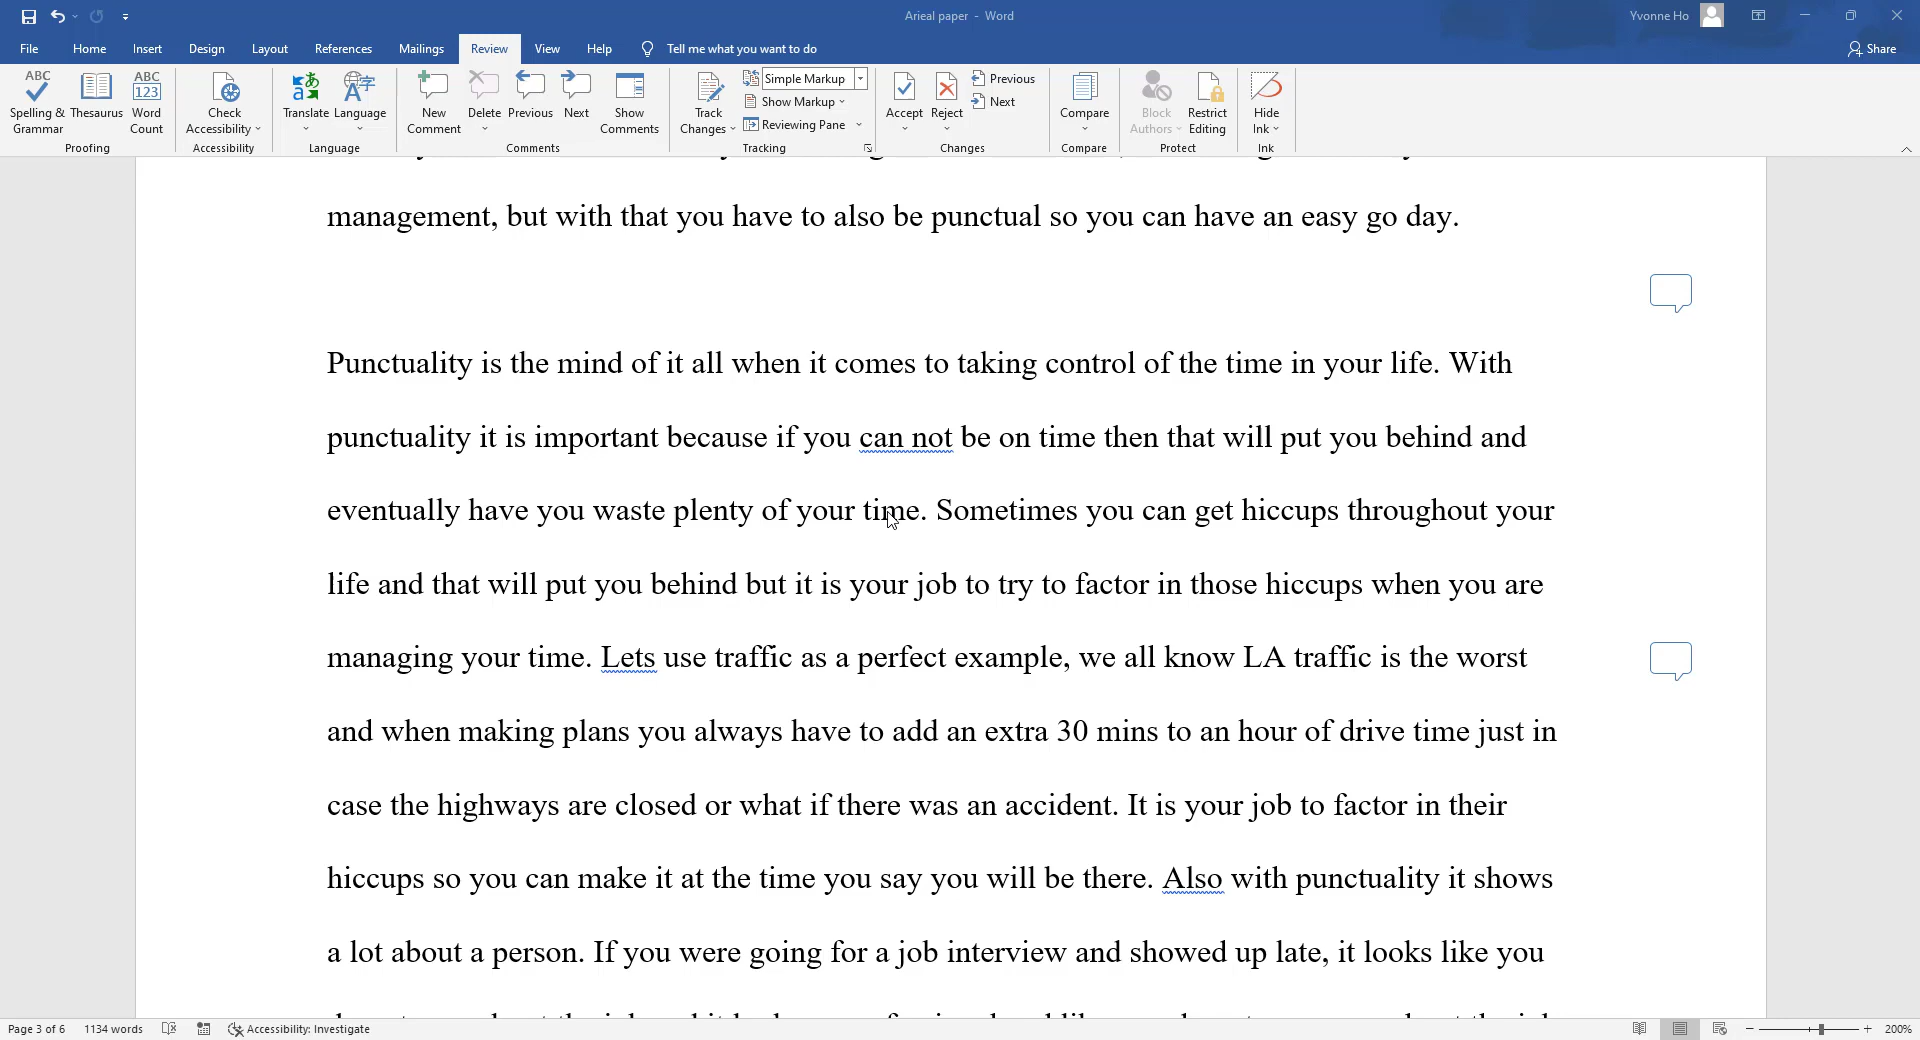 Arieal paper - Word
Yvonne Ho
File Home Insert Design Layout References Mailings Review View Help Tell me what you want to do Share
ABC Spelling & Grammar
Thesaurus
ABC 123 Word Count
Proofing
Check Accessibility
Accessibility
Translate
Language
Language
New Comment
Delete
Previous
Next
Show Comments
Comments
Track Changes
Simple Markup
Show Markup
Reviewing Pane
Tracking
Accept
Reject
Previous
Next
Changes
Compare
Compare
Block Authors
Restrict Editing
Protect
Hide Ink
Ink
management, but with that you have to also be punctual so you can have an easy go day.
Punctuality is the mind of it all when it comes to taking control of the time in your life. With
punctuality it is important because if you can not be on time then that will put you behind and
eventually have you waste plenty of your time. Sometimes you can get hiccups throughout your
life and that will put you behind but it is your job to try to factor in those hiccups when you are
managing your time. Lets use traffic as a perfect example, we all know LA traffic is the worst
and when making plans you always have to add an extra 30 mins to an hour of drive time just in
case the highways are closed or what if there was an accident. It is your job to factor in their
hiccups so you can make it at the time you say you will be there. Also with punctuality it shows
a lot about a person. If you were going for a job interview and showed up late, it looks like you
Page 3 of 6 1134 words Accessibility: Investigate 200%